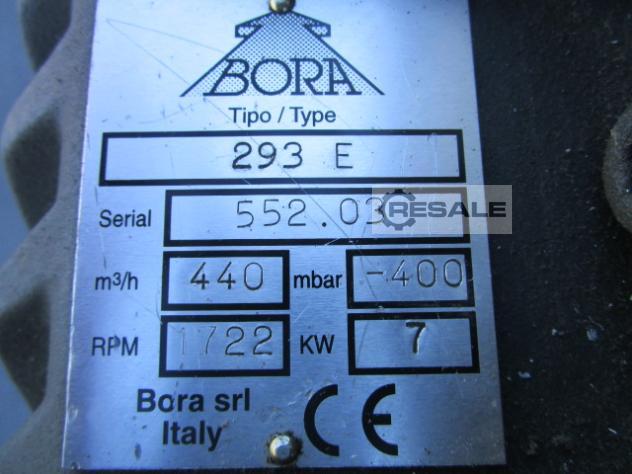 BORA
Tipo / Type
293 E
Serial 552.03
RESALE
m³/h 440 mbar -400
RPM 1722 KW 7
Bora srl
Italy CE